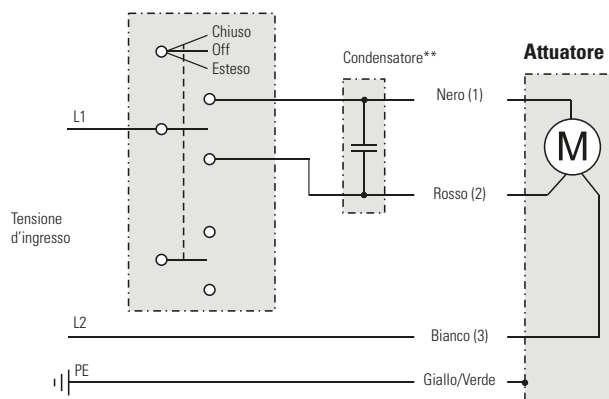 Chiuso
Off
Esteso
Condensatore**
Attuatore
Nero (1)
L1
M
Rosso (2)
Tensione
d'ingresso
L2
Bianco (3)
PE
Giallo/Verde